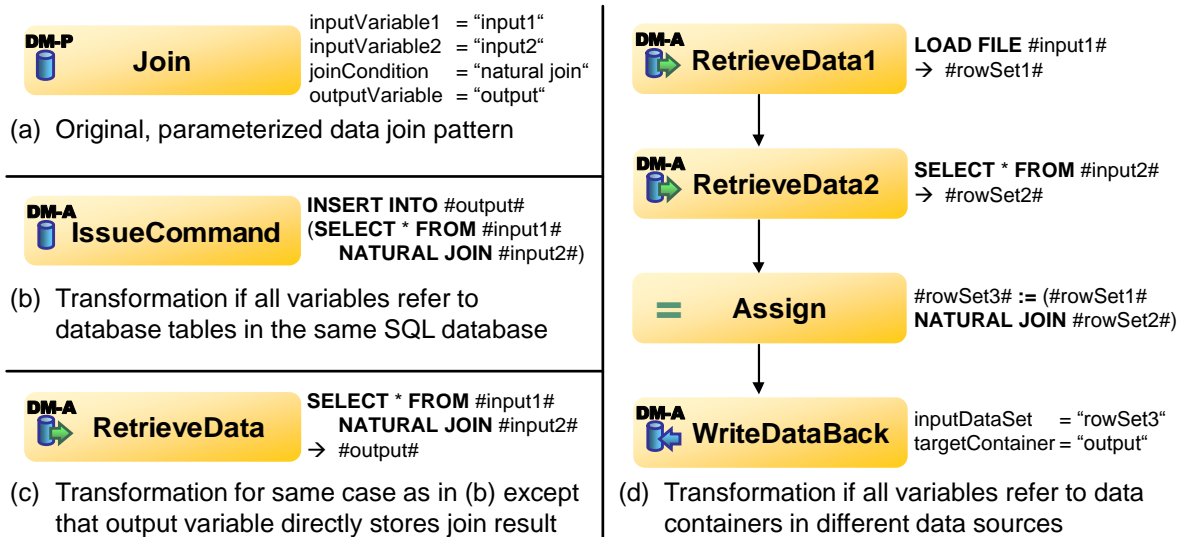 DM-P
Join
inputVariable1 = “input1“
inputVariable2 = “input2“
joinCondition = “natural join“
outputVariable = “output“
(a) Original, parameterized data join pattern
DM-A
IssueCommand
INSERT INTO #output#
(SELECT * FROM #input1#
NATURAL JOIN #input2#)
(b) Transformation if all variables refer to
database tables in the same SQL database
DM-A
RetrieveData
SELECT * FROM #input1#
NATURAL JOIN #input2#
→ #output#
(c) Transformation for same case as in (b) except
that output variable directly stores join result
DM-A
RetrieveData1
LOAD FILE #input1#
→ #rowSet1#
DM-A
RetrieveData2
SELECT * FROM #input2#
→ #rowSet2#
= Assign
#rowSet3# := (#rowSet1#
NATURAL JOIN #rowSet2#)
DM-A
WriteDataBack
inputDataSet = “rowSet3“
targetContainer = “output“
(d) Transformation if all variables refer to data
containers in different data sources